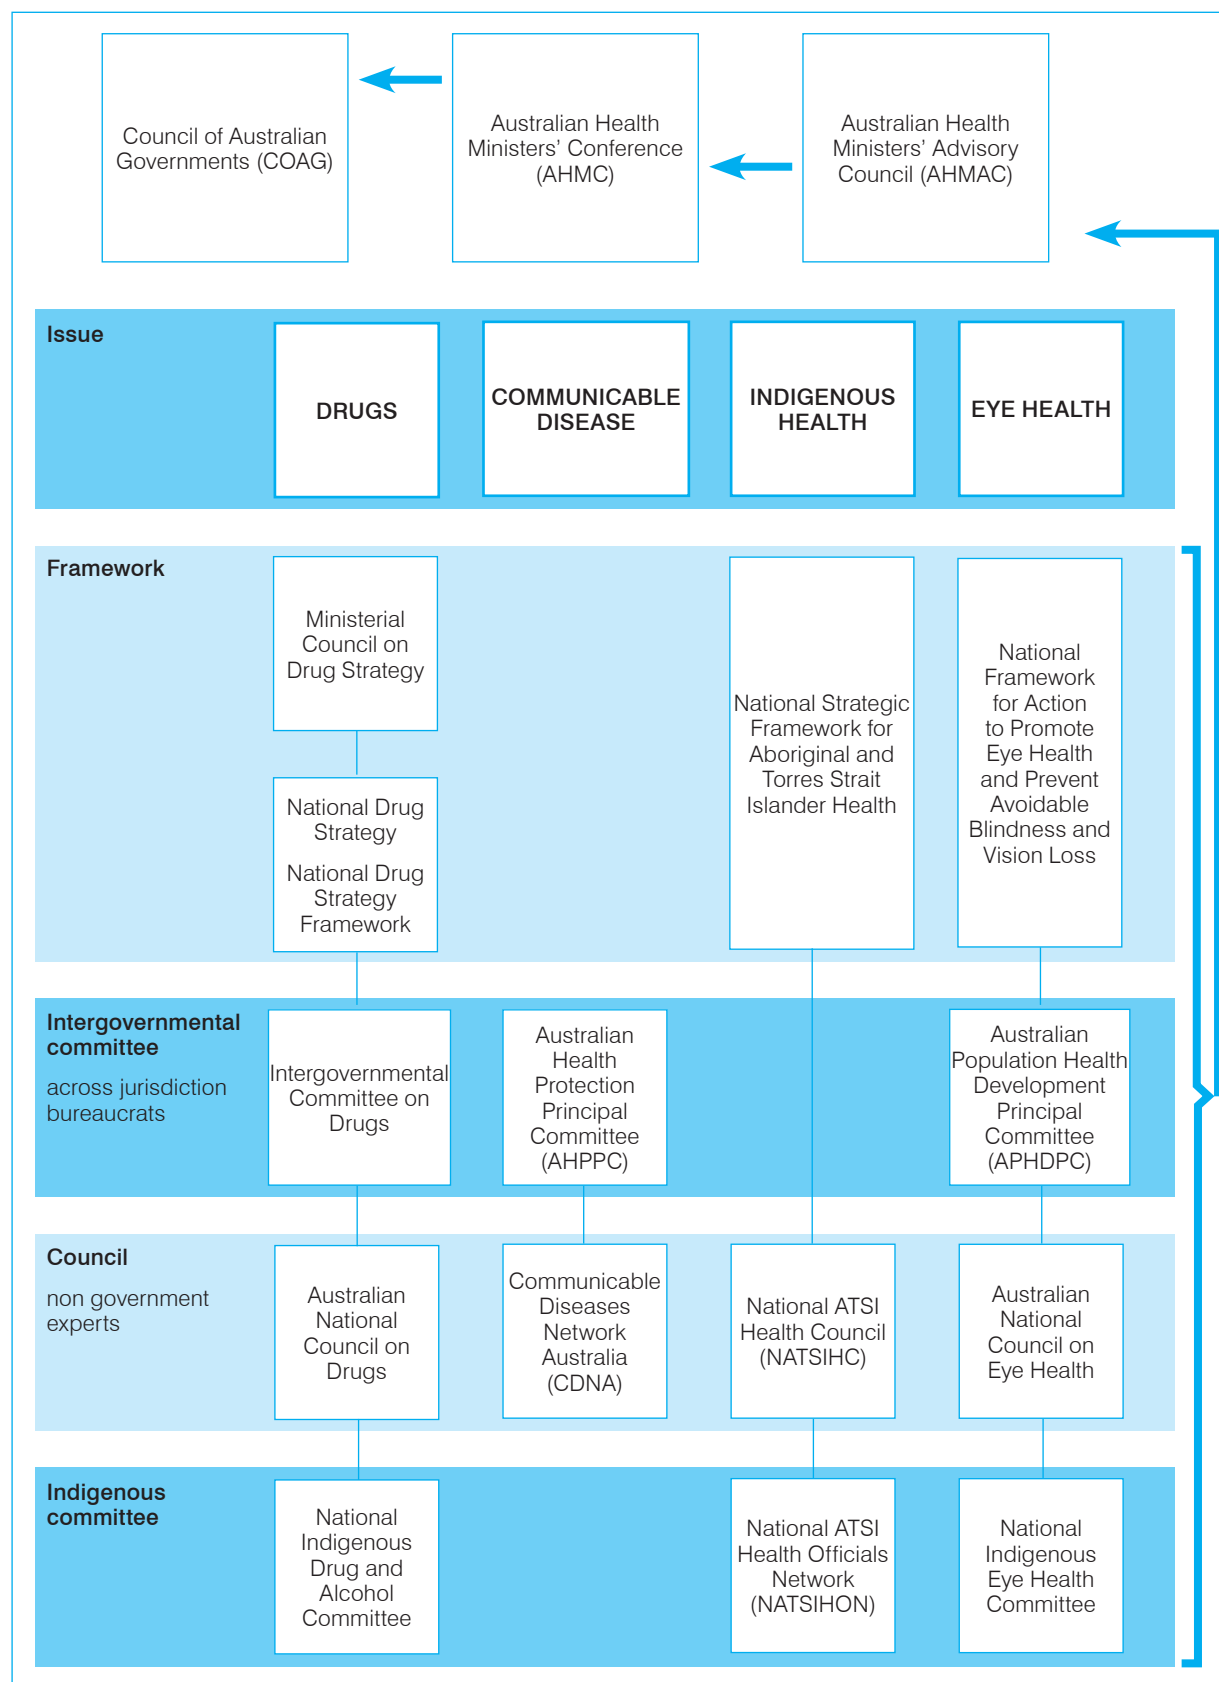 Council of Australian
Governments (COAG)
Australian Health
Ministers’ Conference
(AHMC)
Australian Health
Ministers’ Advisory
Council (AHMAC)
Issue
DRUGS
COMMUNICABLE
DISEASE
INDIGENOUS
HEALTH
EYE HEALTH
Framework
Ministerial
Council on
Drug Strategy
National Drug
Strategy
National Drug
Strategy
Framework
National Strategic
Framework for
Aboriginal and
Torres Strait
Islander Health
National
Framework
for Action
to Promote
Eye Health
and Prevent
Avoidable
Blindness and
Vision Loss
Intergovernmental
committee
across jurisdiction
bureaucrats
Intergovernmental
Committee on
Drugs
Australian
Health
Protection
Principal
Committee
(AHPPC)
Australian
Population Health
Development
Principal
Committee
(APHDPC)
Council
non government
experts
Australian
National
Council on
Drugs
Communicable
Diseases
Network
Australia
(CDNA)
National ATSI
Health Council
(NATSIHC)
Australian
National
Council on
Eye Health
Indigenous
committee
National
Indigenous
Drug and
Alcohol
Committee
National ATSI
Health Officials
Network
(NATSIHON)
National
Indigenous
Eye Health
Committee